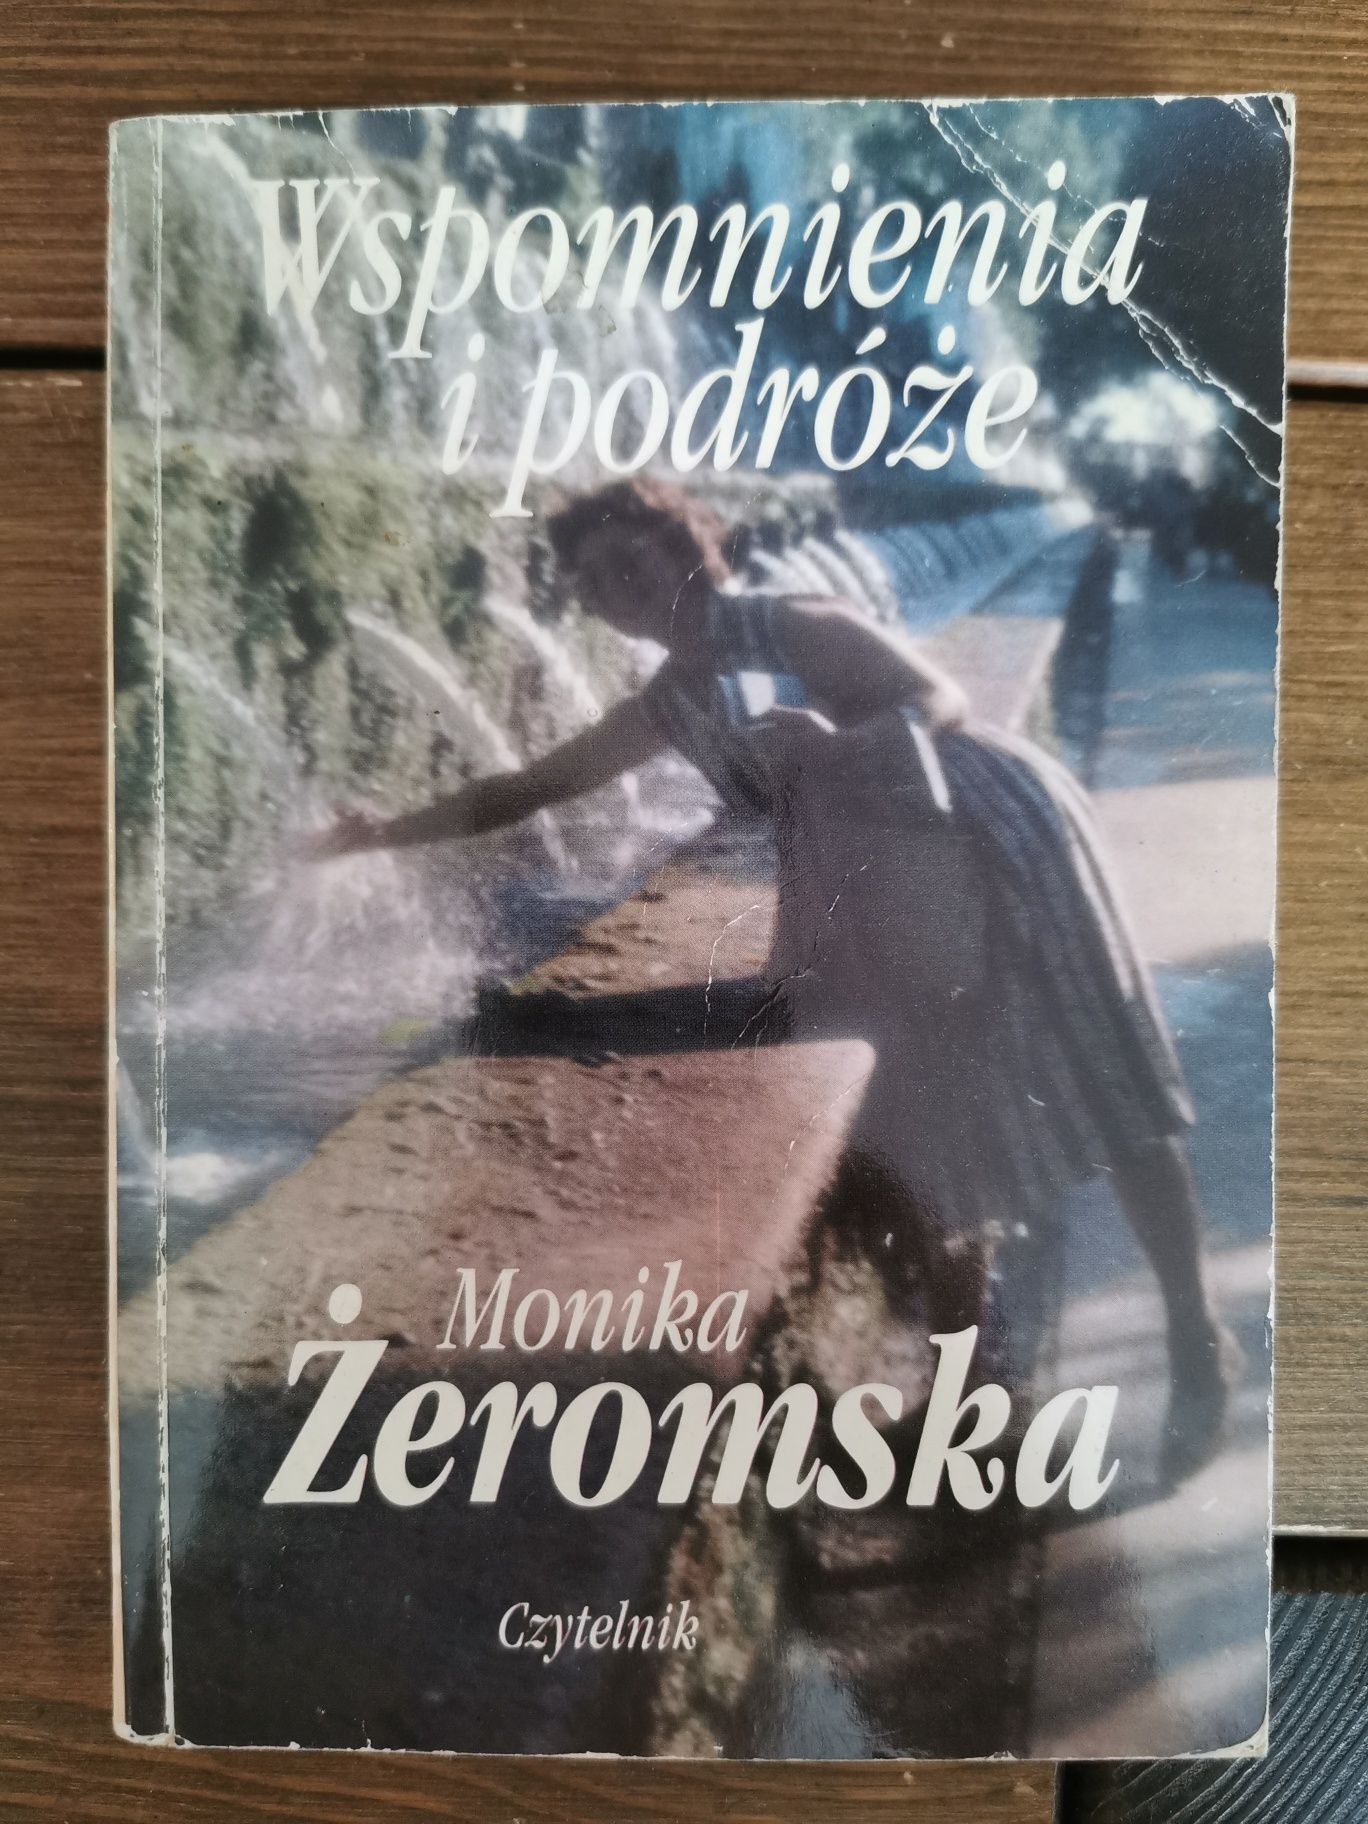 Wspomnienia
i podróże
Monika
Żeromska
Czytelnik